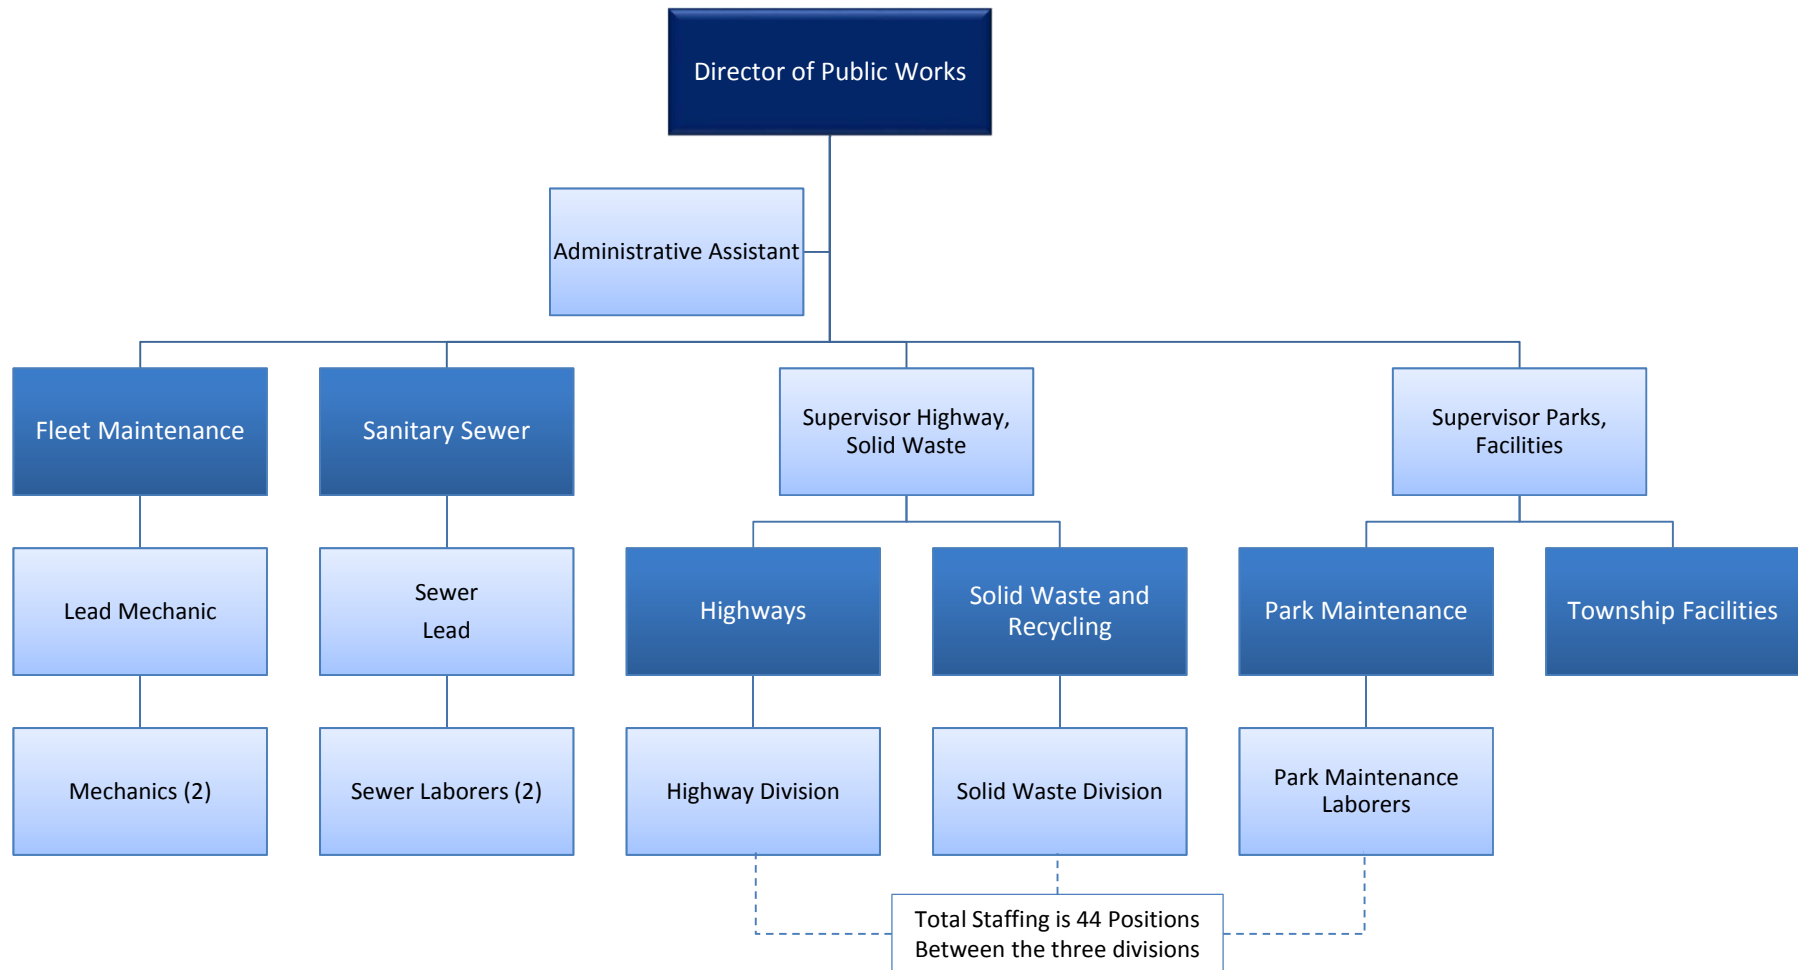 Director of Public Works
Administrative Assistant
Fleet Maintenance
Sanitary Sewer
Supervisor Highway,
Solid Waste
Supervisor Parks,
Facilities
Lead Mechanic
Sewer
Lead
Highways
Solid Waste and
Recycling
Park Maintenance
Township Facilities
Mechanics (2)
Sewer Laborers (2)
Highway Division
Solid Waste Division
Park Maintenance
Laborers
Total Staffing is 44 Positions
Between the three divisions